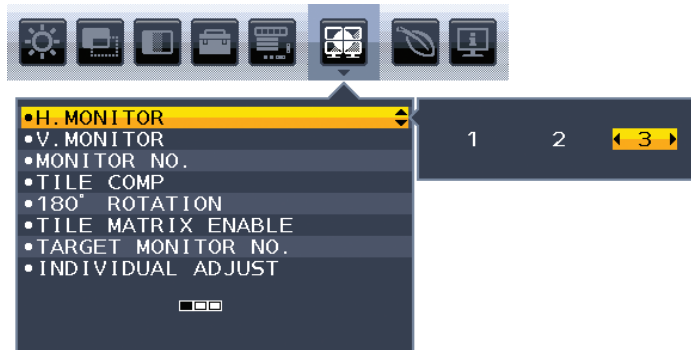 •H.MONITOR
1 2 3
•V.MONITOR
•MONITOR NO.
•TILE COMP
•180° ROTATION
•TILE MATRIX ENABLE
•TARGET MONITOR NO.
•INDIVIDUAL ADJUST